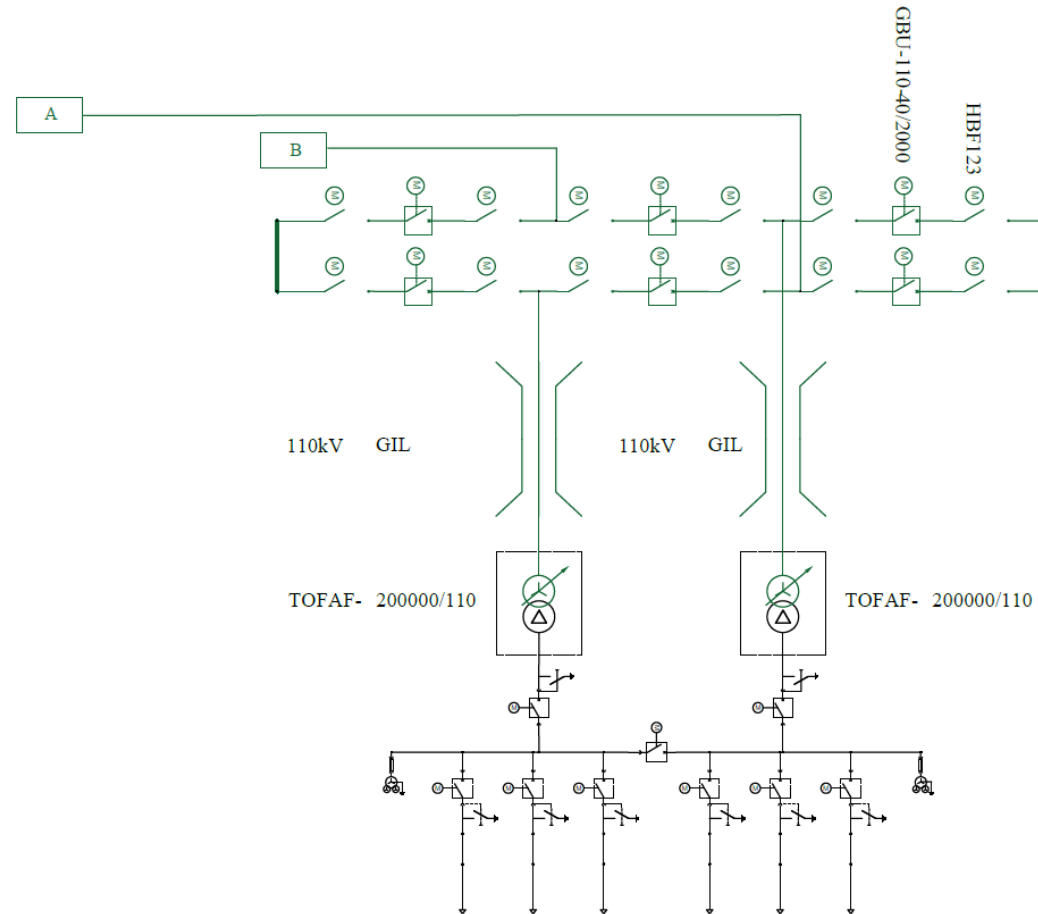 GBU-110-40/2000
HBF123
A
B
M M M M M M M M M
M M M M M M M M M
110kV GIL 110kV GIL
TOFAF- 200000/110 TOFAF- 200000/110
M M
M
M M M M M M